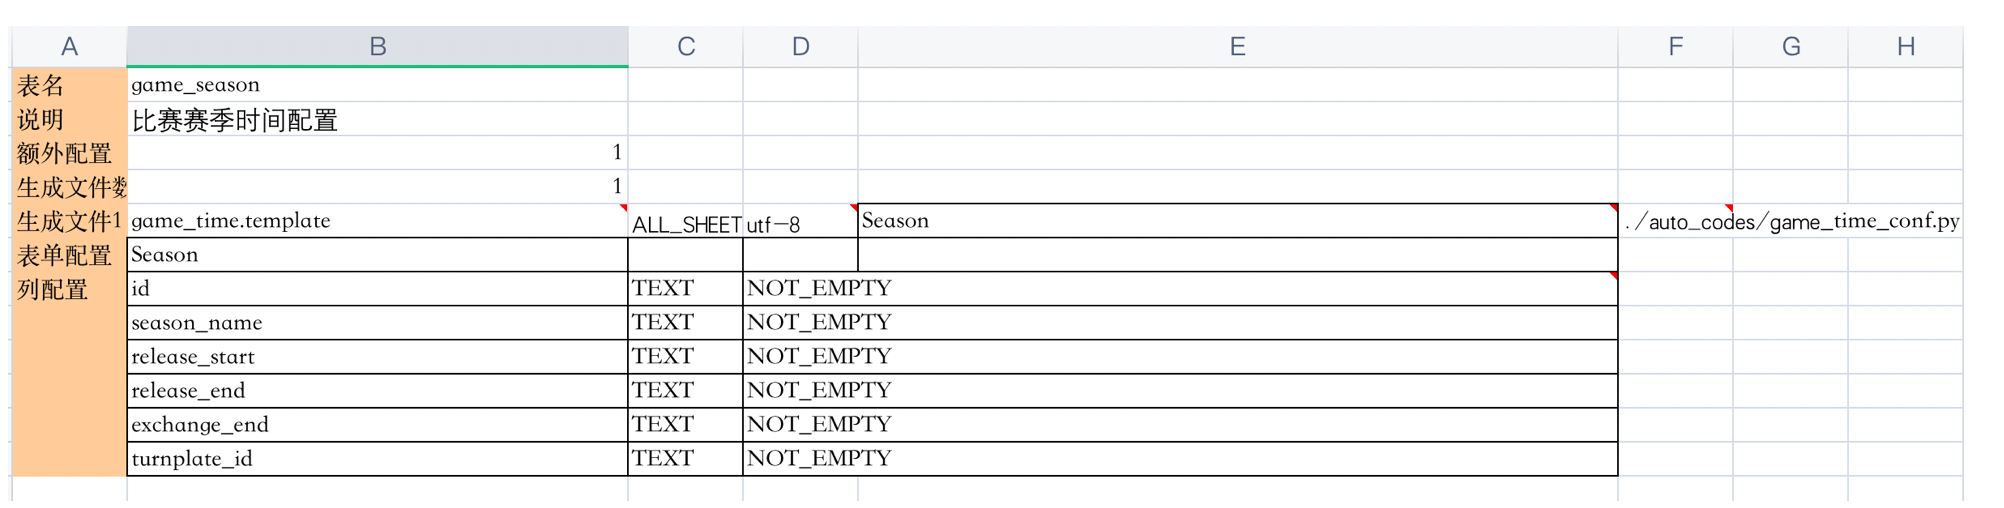 A B C D E F G H
表名 game_season
说明 比赛赛季时间配置
额外配置 1
生成文件数 1
生成文件1 game_time.template ALL_SHEET utf-8 Season ./auto_codes/game_time_conf.py
表单配置 Season
列配置 id TEXT NOT_EMPTY
season_name TEXT NOT_EMPTY
release_start TEXT NOT_EMPTY
release_end TEXT NOT_EMPTY
exchange_end TEXT NOT_EMPTY
turnplate_id TEXT NOT_EMPTY